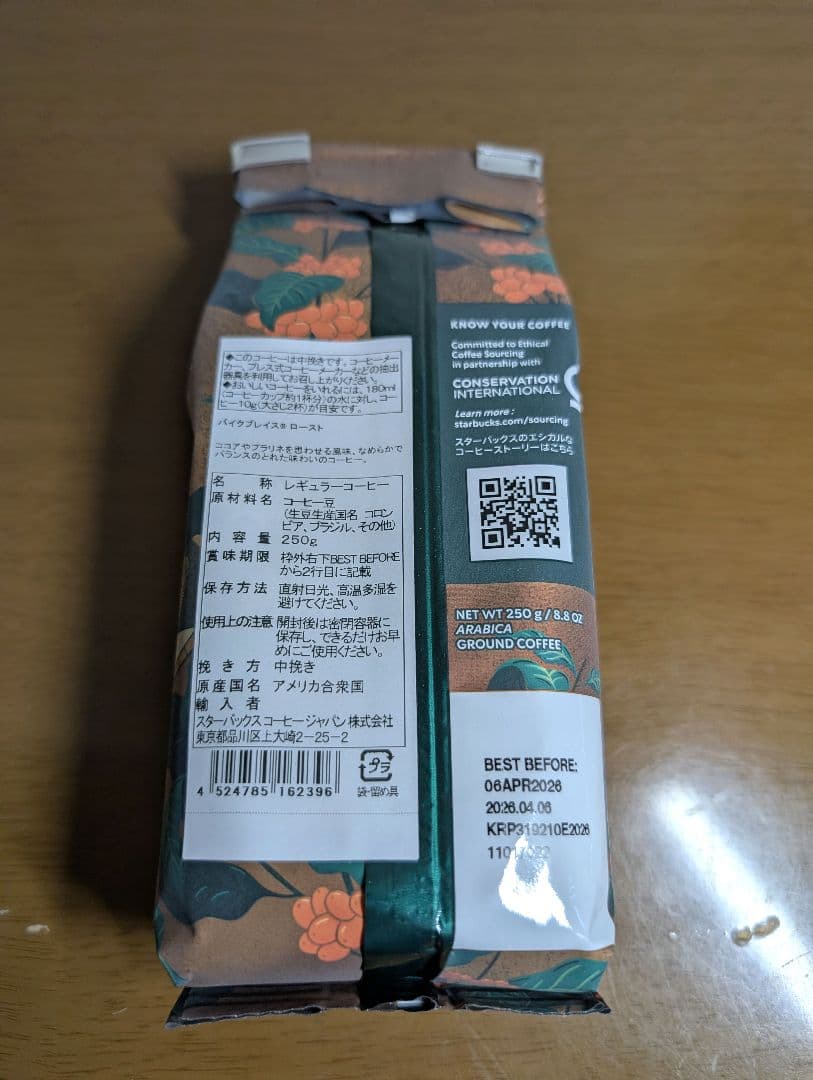 ◆このコーヒーは中挽きです。コーヒーメー
カー、プレス式コーヒーメーカーなどの抽出
器具を利用してお召し上がりください。
◆おいしいコーヒーをいれるには、180ml
(コーヒーカップ約1杯分)の水に対し、コー
ヒー10g(大さじ2杯)が目安です。
パイクプレイス® ロースト
ココアやプラリネを思わせる風味、なめらかで
バランスのとれた味わいのコーヒー。
名 称 レギュラーコーヒー
原材料名 コーヒー豆
(生豆生産国名 コロン
ビア、ブラジル、その他)
内容量 250g
賞味期限 枠外右下BEST BEFORE
から2行目に記載
保存方法 直射日光、高温多湿を
避けてください。
使用上の注意 開封後は密閉容器に
保存し、できるだけお早
めにご使用ください。
挽き方 中挽き
原産国名 アメリカ合衆国
輸入者
スターバックス コーヒー ジャパン 株式会社
東京都品川区上大崎2-25-2
4 524785 162396
プラ
袋・留め具
KNOW YOUR COFFEE
Committed to Ethical
Coffee Sourcing
in partnership with
CONSERVATION
INTERNATIONAL
Learn more :
starbucks.com/sourcing
スターバックスのエシカルな
コーヒーストーリーはこちら
NET WT 250 g / 8.8 OZ
ARABICA
GROUND COFFEE
BEST BEFORE:
06APR2026
2026.04.06
KRP319210E2026